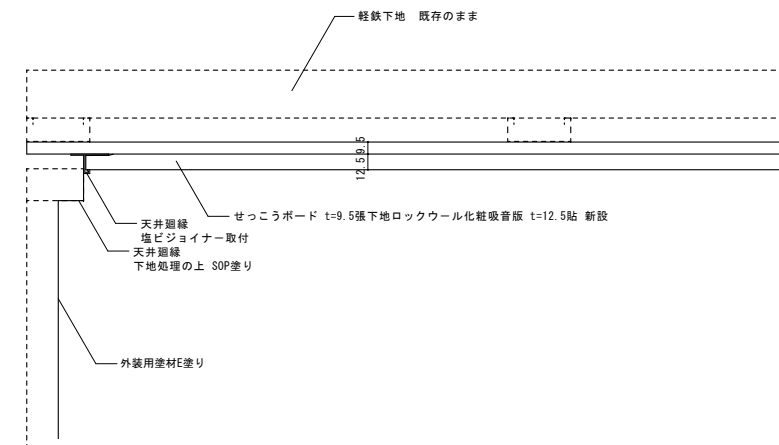 軽鉄下地　既存のまま
9.5
12.5
せっこうボード t=9.5張下地ロックウール化粧吸音版 t=12.5貼 新設
天井廻縁
塩ビジョイナー取付
天井廻縁
下地処理の上 SOP塗り
外装用塗材E塗り